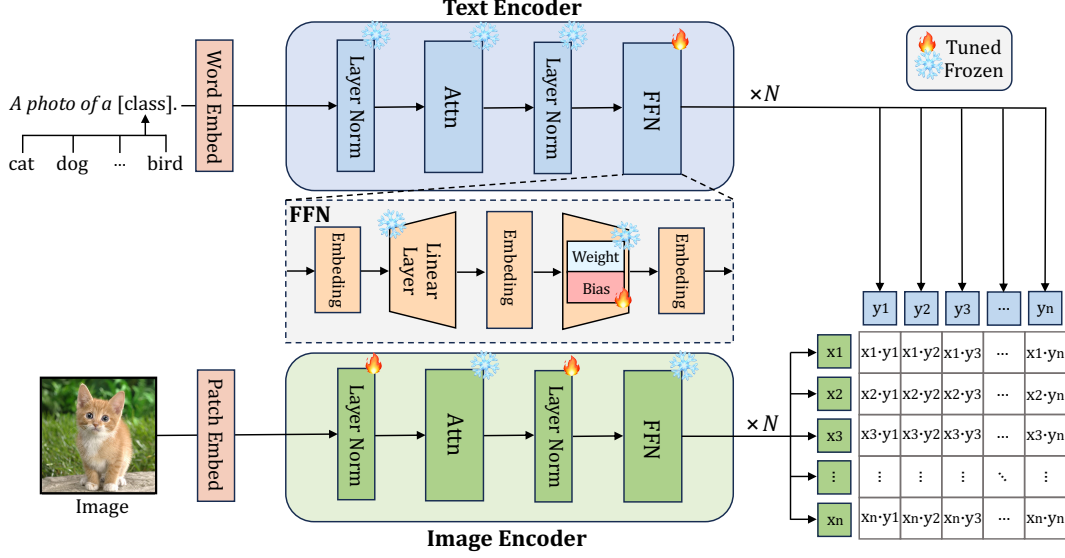 Text Encoder
Word Embed
Layer Norm
Attn
Layer Norm
FFN
×N
Tuned
Frozen
A photo of a [class].
cat dog ... bird
FFN
Embeding
Linear
Layer
Embeding
Weight
Bias
Embeding
y1 y2 y3 ... yn
x1 x1·y1 x1·y2 x1·y3 ... x1·yn
x2 x2·y1 x2·y2 x2·y3 ... x2·yn
x3 x3·y1 x3·y2 x3·y3 ... x3·yn
⋮ ⋮ ⋮ ⋮ ⋱ ⋮
xn xn·y1 xn·y2 xn·y3 ... xn·yn
Image
Patch Embed
Layer Norm
Attn
Layer Norm
FFN
×N
Image Encoder